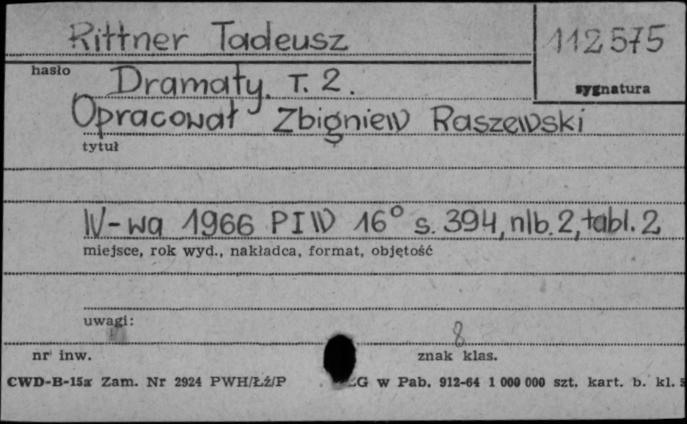 Rittner Tadeusz
112575
hasło
sygnatura
Dramaty. T. 2.
Opracował Zbigniew Raszewski
tytuł
W-wa 1966 PIW 16° s. 394, nlb. 2, tabl. 2
miejsce, rok wyd., nakładca, format, objętość
uwagi:
8
nr inw.
znak klas.
CWD-B-15a Zam. Nr 2924 PWH/Łż/P G w Pab. 912-64 1 000 000 szt. kart. b. kl. 5